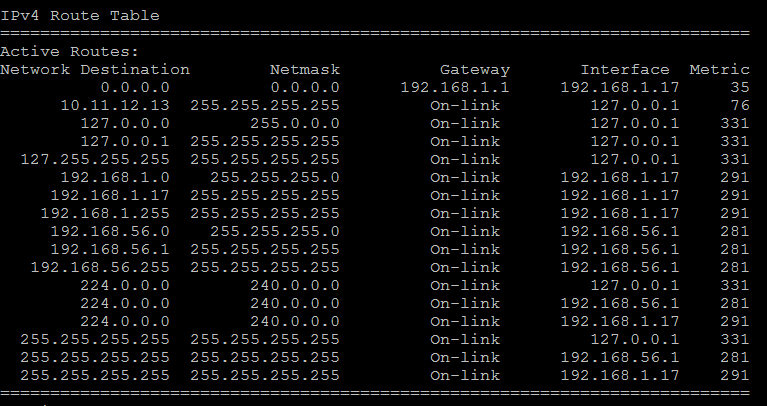 IPv4 Route Table
===========================================================================
Active Routes:
Network Destination        Netmask          Gateway       Interface  Metric
          0.0.0.0          0.0.0.0      192.168.1.1     192.168.1.17     35
      10.11.12.13  255.255.255.255         On-link         127.0.0.1     76
        127.0.0.0        255.0.0.0         On-link         127.0.0.1    331
        127.0.0.1  255.255.255.255         On-link         127.0.0.1    331
  127.255.255.255  255.255.255.255         On-link         127.0.0.1    331
      192.168.1.0    255.255.255.0         On-link      192.168.1.17    291
     192.168.1.17  255.255.255.255         On-link      192.168.1.17    291
    192.168.1.255  255.255.255.255         On-link      192.168.1.17    291
     192.168.56.0    255.255.255.0         On-link      192.168.56.1    281
     192.168.56.1  255.255.255.255         On-link      192.168.56.1    281
   192.168.56.255  255.255.255.255         On-link      192.168.56.1    281
        224.0.0.0        240.0.0.0         On-link         127.0.0.1    331
        224.0.0.0        240.0.0.0         On-link      192.168.56.1    281
        224.0.0.0        240.0.0.0         On-link      192.168.1.17    291
  255.255.255.255  255.255.255.255         On-link         127.0.0.1    331
  255.255.255.255  255.255.255.255         On-link      192.168.56.1    281
  255.255.255.255  255.255.255.255         On-link      192.168.1.17    291
===========================================================================